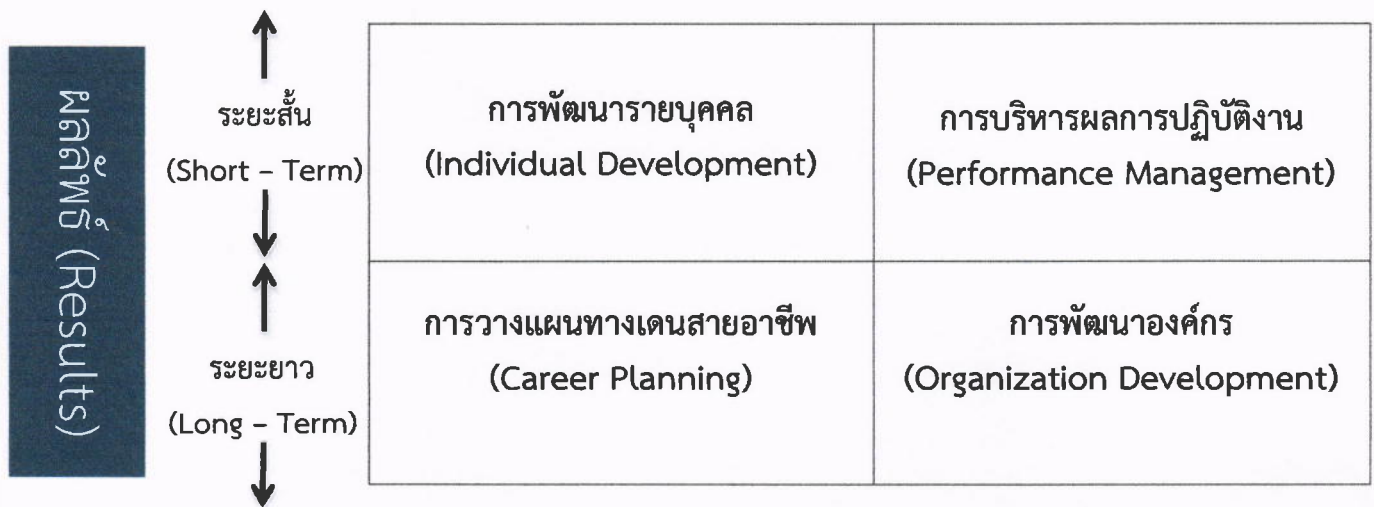 ผลลัพธ์ (Results)
ระยะสั้น
(Short – Term)
การพัฒนารายบุคคล
(Individual Development)
การบริหารผลการปฏิบัติงาน
(Performance Management)
ระยะยาว
(Long – Term)
การวางแผนทางเดนสายอาชีพ
(Career Planning)
การพัฒนาองค์กร
(Organization Development)